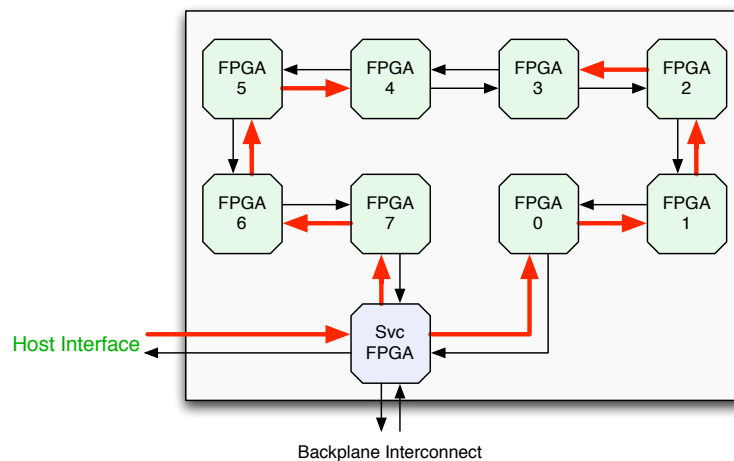 FPGA
5
FPGA
4
FPGA
3
FPGA
2
FPGA
6
FPGA
7
FPGA
0
FPGA
1
Svc
FPGA
Host Interface
Backplane Interconnect